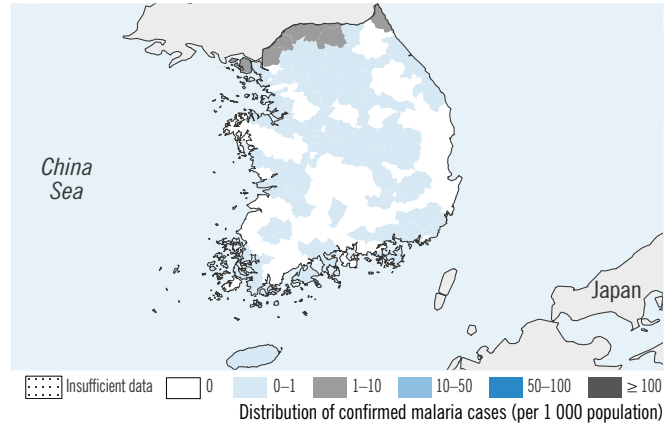 China
Sea
Japan
Insufficient data 0 0–1 1–10 10–50 50–100 ≥ 100
Distribution of confirmed malaria cases (per 1 000 population)